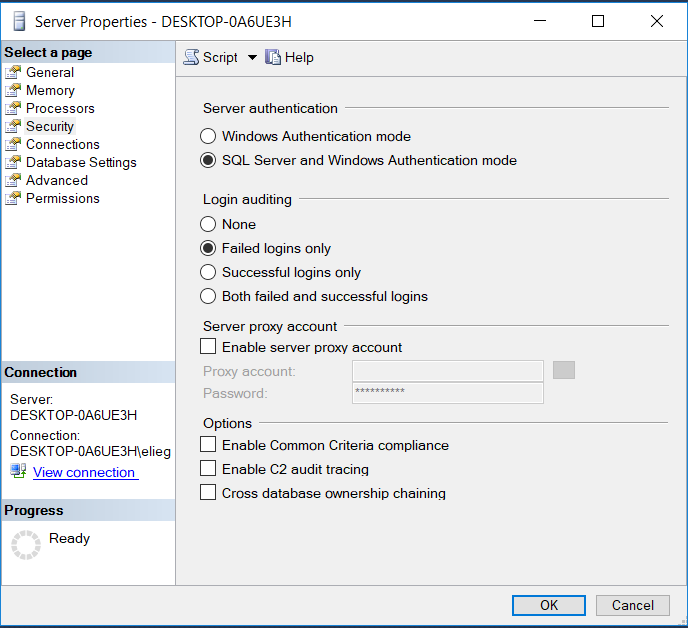 Server Properties - DESKTOP-0A6UE3H
Select a page
General
Memory
Processors
Security
Connections
Database Settings
Advanced
Permissions
Connection
Server:
DESKTOP-0A6UE3H
Connection:
DESKTOP-0A6UE3H\elieg
View connection
Progress
Ready
Script
Help
Server authentication
Windows Authentication mode
SQL Server and Windows Authentication mode
Login auditing
None
Failed logins only
Successful logins only
Both failed and successful logins
Server proxy account
Enable server proxy account
Proxy account:
Password: **********
Options
Enable Common Criteria compliance
Enable C2 audit tracing
Cross database ownership chaining
OK Cancel